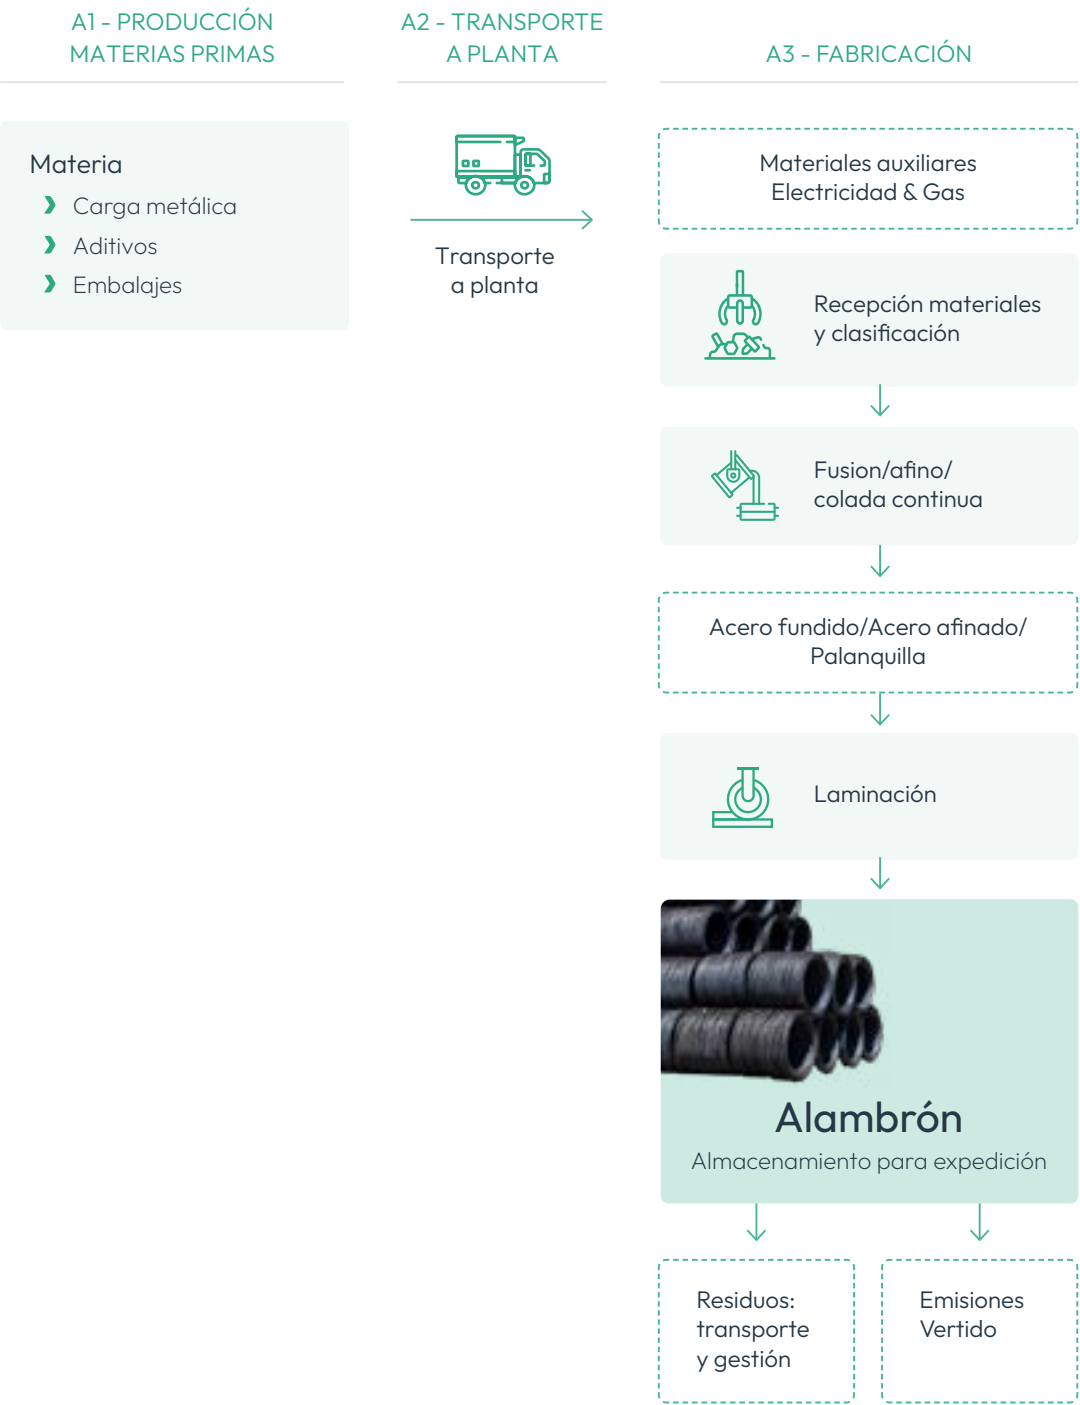 A1 - PRODUCCIÓN
MATERIAS PRIMAS
A2 - TRANSPORTE
A PLANTA
A3 - FABRICACIÓN
Materia
Carga metálica
Aditivos
Embalajes
Transporte
a planta
Materiales auxiliares
Electricidad & Gas
Recepción materiales
y clasificación
Fusion/afino/
colada continua
Acero fundido/Acero afinado/
Palanquilla
Laminación
Alambrón
Almacenamiento para expedición
Residuos:
transporte
y gestión
Emisiones
Vertido